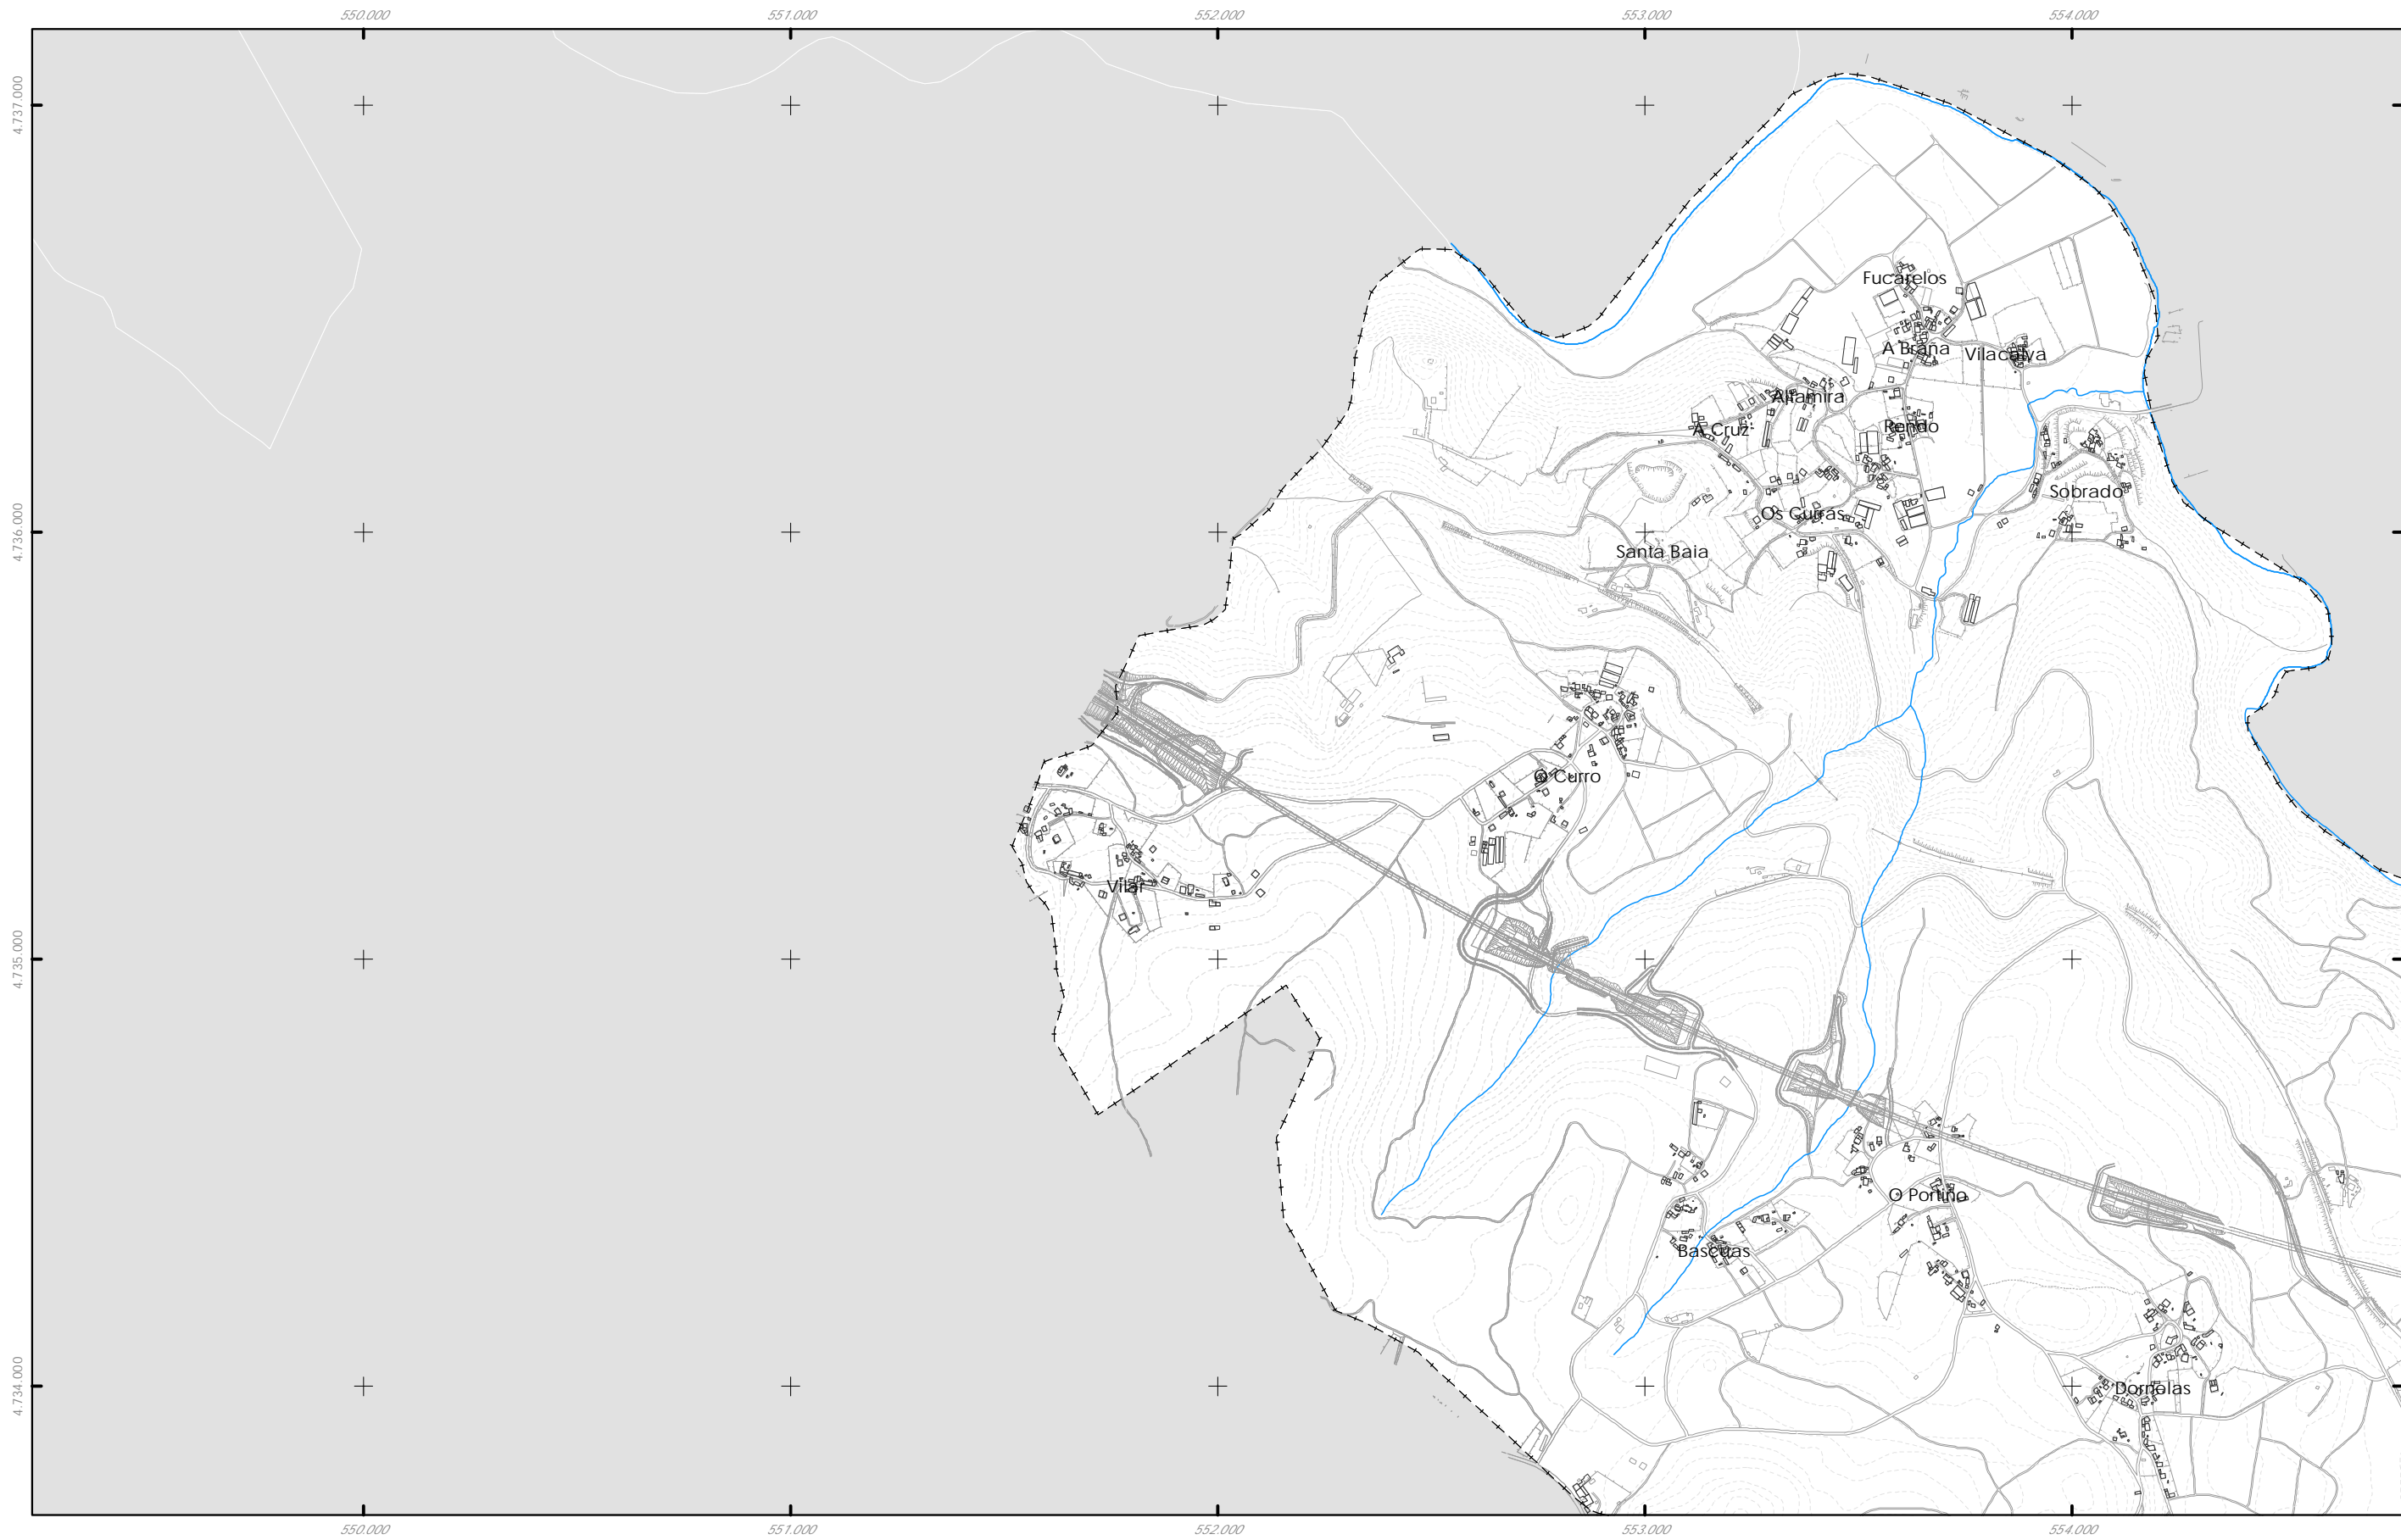 550.000
551.000
552.000
553.000
554.000
4.737.000
Fucarelos
A Braña
Vilacalva
Altamira
Rendo
A Cruz
Sobrado
Os Currás
4.736.000
Santa Baia
O Curro
Vilar
4.735.000
O Portiño
Bascuas
4.734.000
Dornelas
550.000
551.000
552.000
553.000
554.000